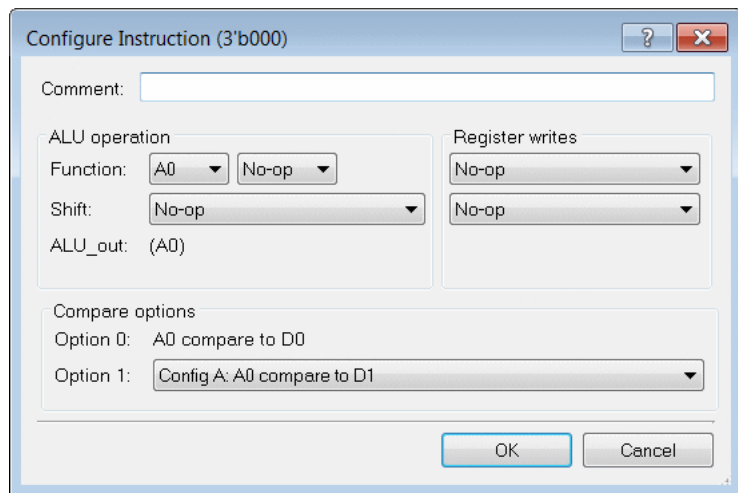 Configure Instruction (3'b000)
Comment:
ALU operation
Function: A0 No-op
Shift: No-op
ALU_out: (A0)
Register writes
No-op
No-op
Compare options
Option 0: A0 compare to D0
Option 1: Config A: A0 compare to D1
OK Cancel